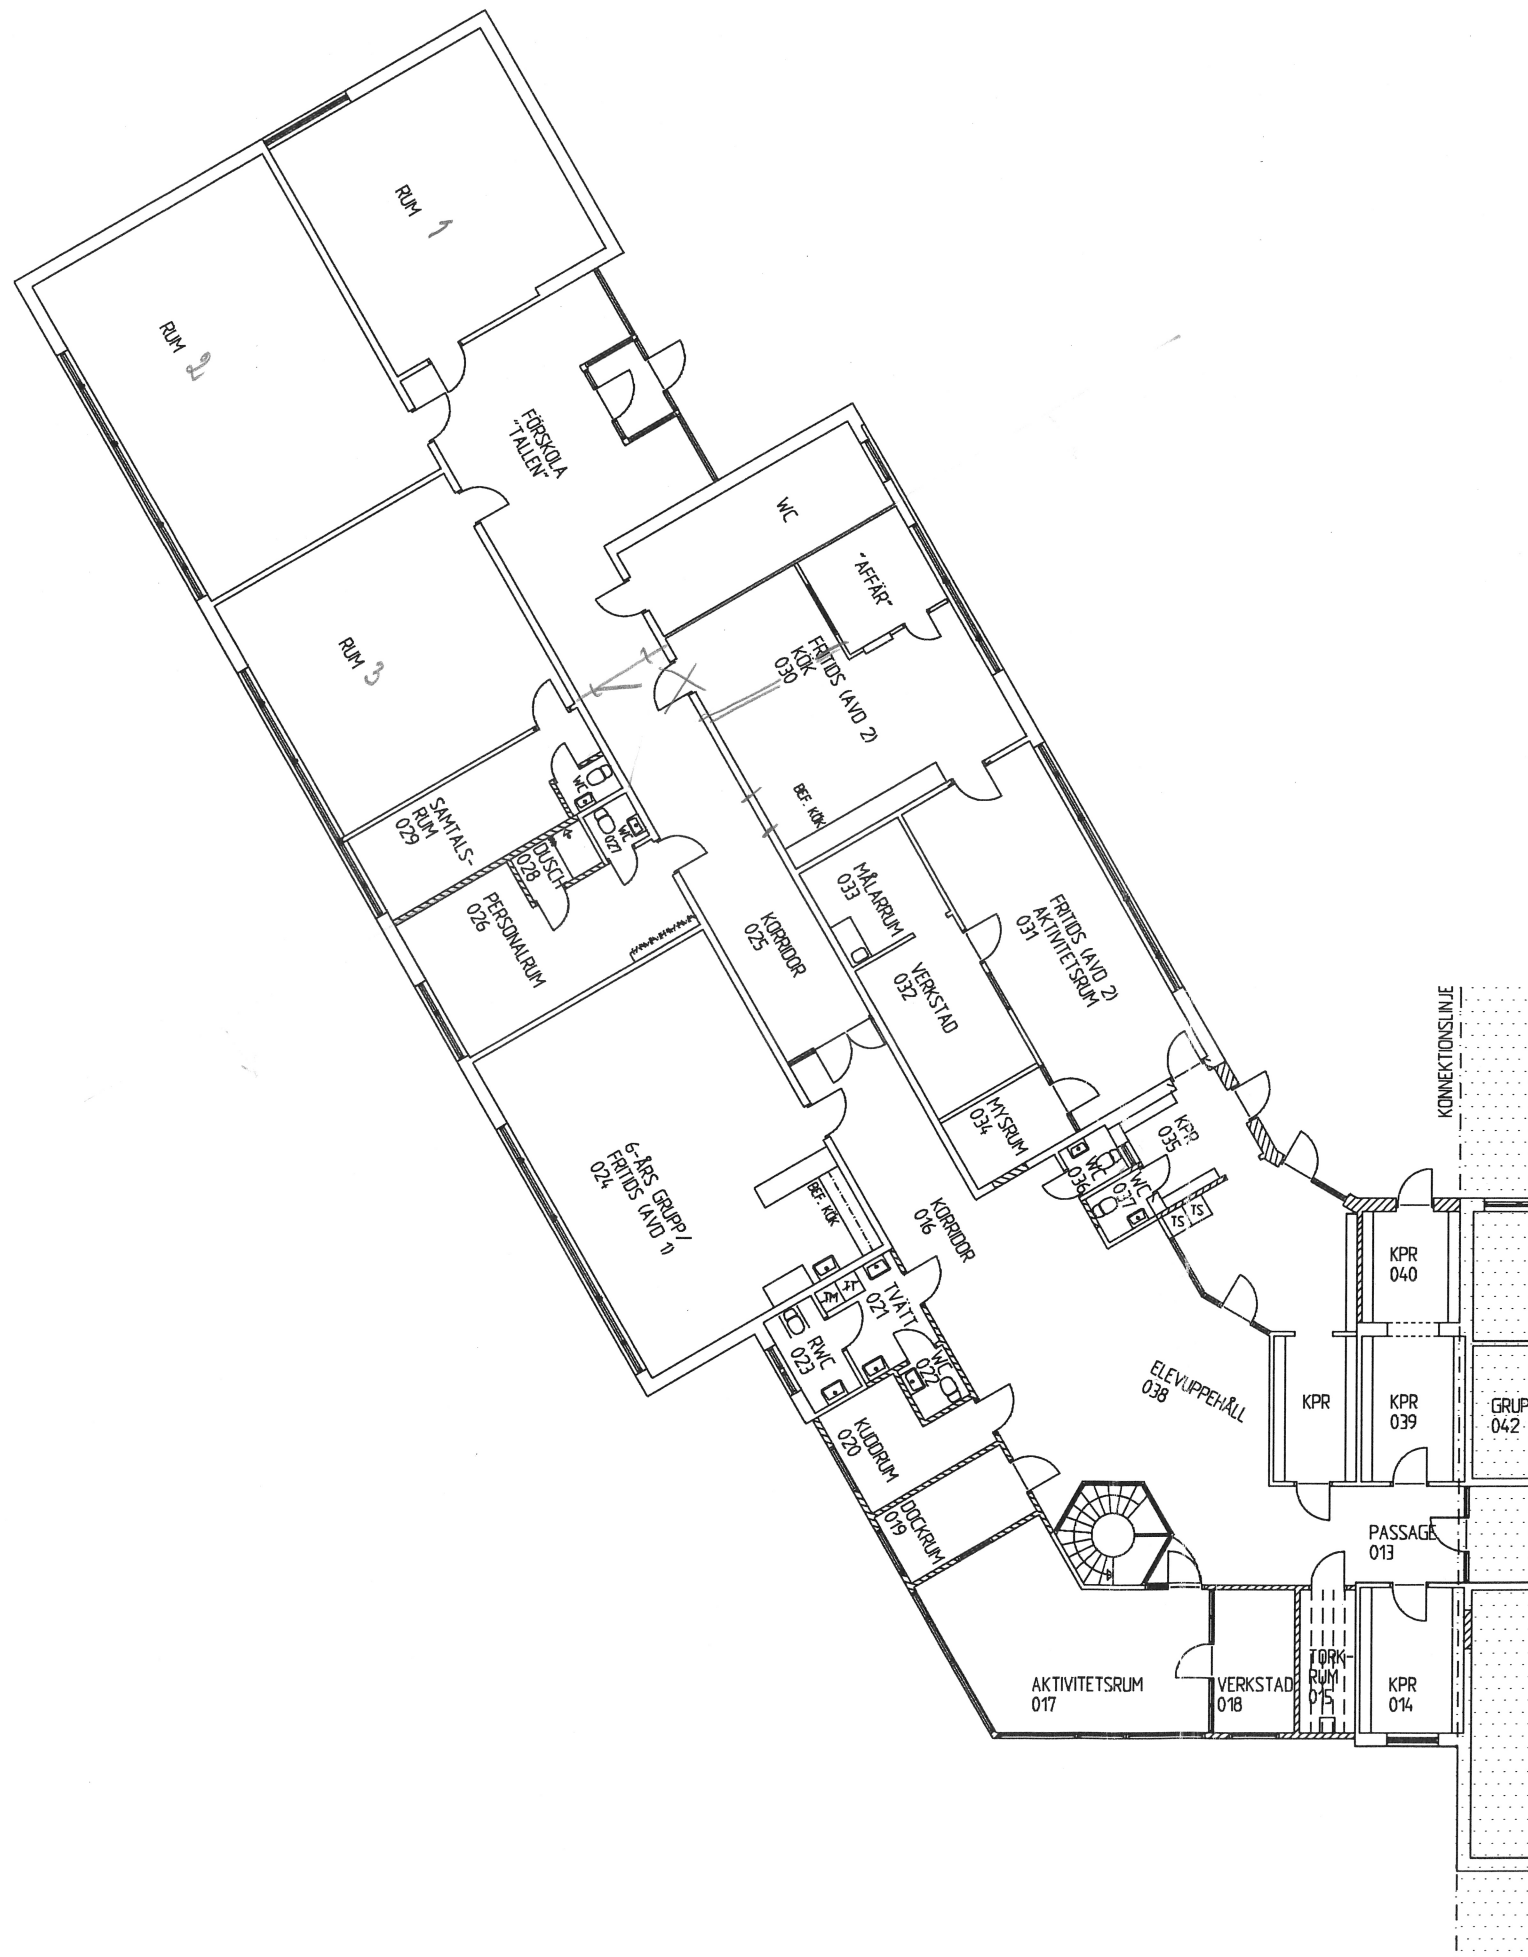 RUM 1
RUM 2
FÖRSKOLA
"TALLEN"
WC
"AFFÄR"
RUM 3
FRITIDS (AVD 2)
KÖK
030
BEF. KÖK
SAMTALS-
RUM
029
WC
WC
027
DUSCH
028
PERSONALRUM
026
MÅLARRUM
033
KORRIDOR
025
VERKSTAD
032
FRITIDS (AVD 2)
AKTIVITETSRUM
031
KONNEKTIONSLINJE
MYSRUM
034
KPR
035
WC
036
WC
037
TS
TS
6-ÅRS GRUPP/
FRITIDS (AVD 1)
024
BEF. KÖK
KORRIDOR
016
KPR
040
TM
TT
TVÄTT
021
RWC
023
WC
022
ELEVUPPEHÅLL
038
KPR
KPR
039
GRUP
042
KUDDRUM
020
DOCKRUM
019
PASSAGE
013
AKTIVITETSRUM
017
VERKSTAD
018
TORK-
RUM
015
KPR
014